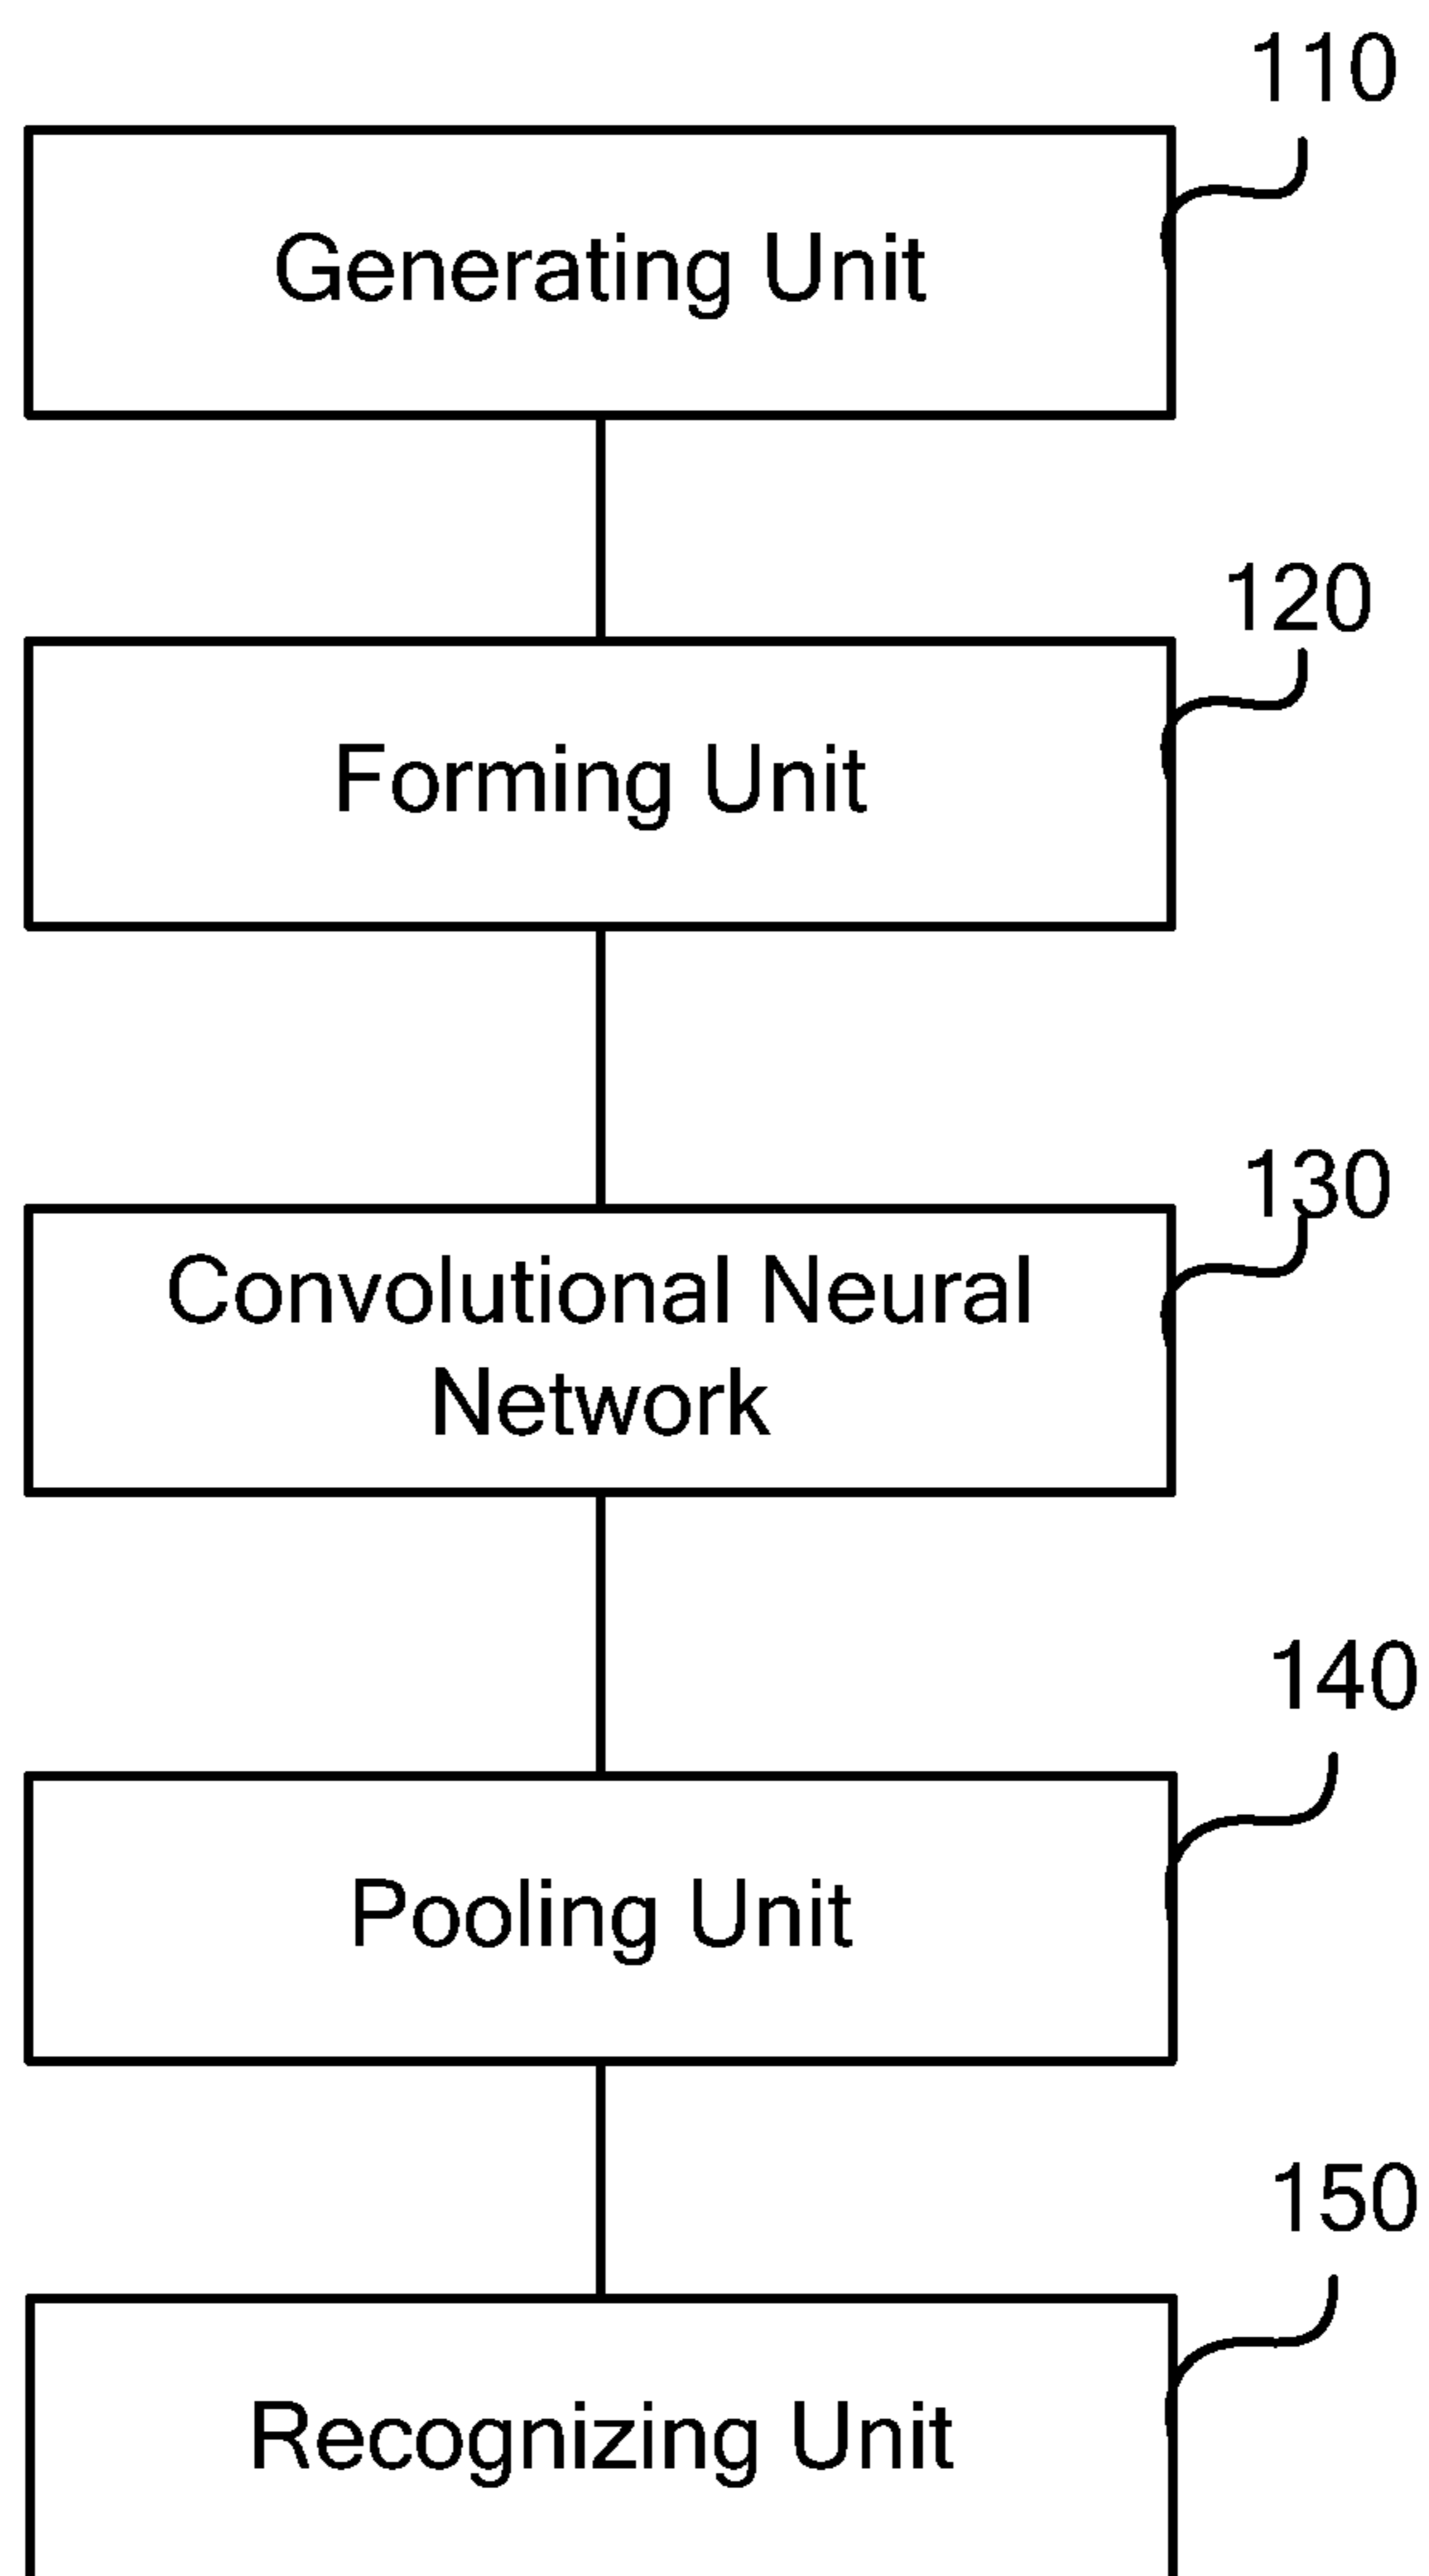 110
Generating Unit
120
Forming Unit
130
Convolutional Neural
Network
140
Pooling Unit
150
Recognizing Unit